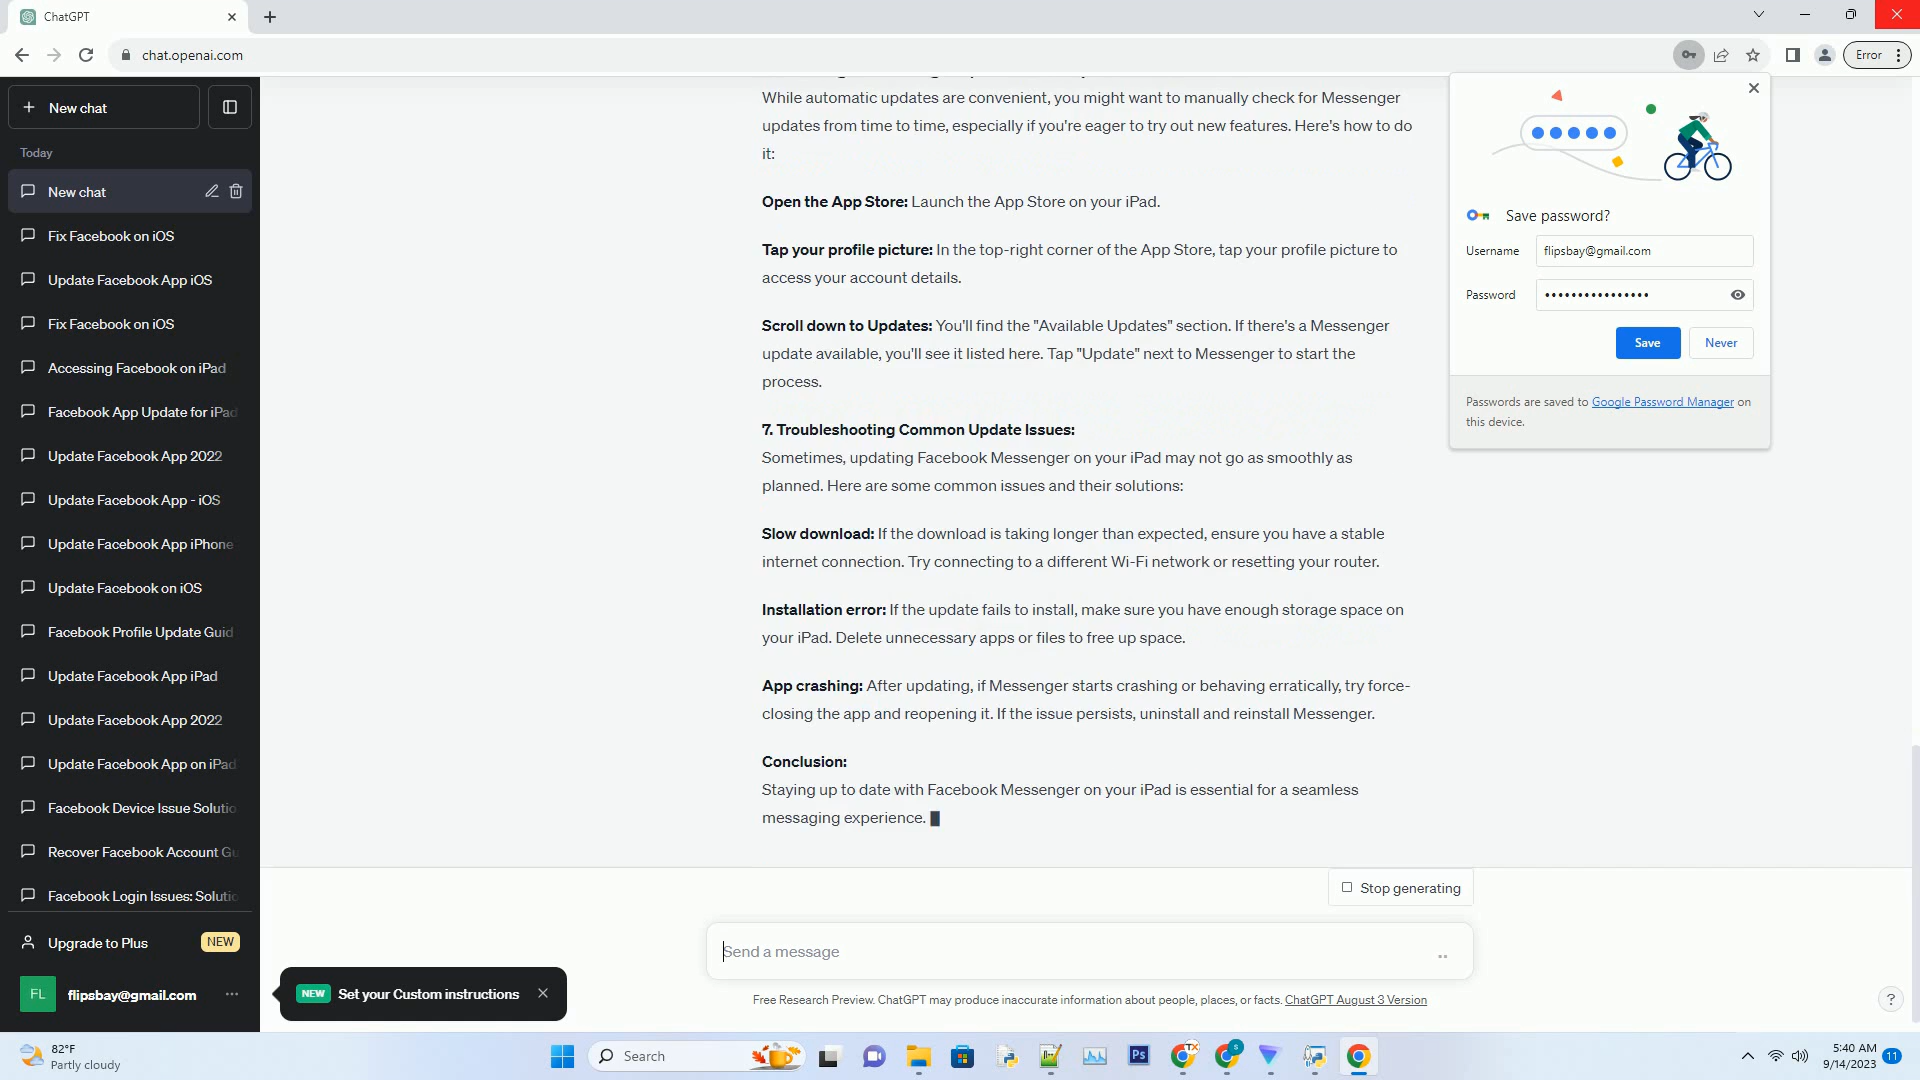 ChatGPT
chat.openai.com
Error
New chat
Today
New chat
Fix Facebook on iOS
Update Facebook App iOS
Fix Facebook on iOS
Accessing Facebook on iPad
Facebook App Update for iPad
Update Facebook App 2022
Update Facebook App - iOS
Update Facebook App iPhone
Update Facebook on iOS
Facebook Profile Update Guid
Update Facebook App iPad
Update Facebook App 2022
Update Facebook App on iPad
Facebook Device Issue Solutio
Recover Facebook Account Gu
Facebook Login Issues: Solutio
Upgrade to Plus NEW
FL flipsbay@gmail.com
While automatic updates are convenient, you might want to manually check for Messenger
updates from time to time, especially if you're eager to try out new features. Here's how to do
it:
Open the App Store: Launch the App Store on your iPad.
Tap your profile picture: In the top-right corner of the App Store, tap your profile picture to
access your account details.
Scroll down to Updates: You'll find the "Available Updates" section. If there's a Messenger
update available, you'll see it listed here. Tap "Update" next to Messenger to start the
process.
7. Troubleshooting Common Update Issues:
Sometimes, updating Facebook Messenger on your iPad may not go as smoothly as
planned. Here are some common issues and their solutions:
Slow download: If the download is taking longer than expected, ensure you have a stable
internet connection. Try connecting to a different Wi-Fi network or resetting your router.
Installation error: If the update fails to install, make sure you have enough storage space on
your iPad. Delete unnecessary apps or files to free up space.
App crashing: After updating, if Messenger starts crashing or behaving erratically, try force-
closing the app and reopening it. If the issue persists, uninstall and reinstall Messenger.
Conclusion:
Staying up to date with Facebook Messenger on your iPad is essential for a seamless
messaging experience.
Save password?
Username flipsbay@gmail.com
Password ••••••••••••••••
Save Never
Passwords are saved to Google Password Manager on
this device.
Stop generating
Send a message
NEW Set your Custom instructions
Free Research Preview. ChatGPT may produce inaccurate information about people, places, or facts. ChatGPT August 3 Version
?
82°F
Partly cloudy
Search
Ps
TX
S
5:40 AM
9/14/2023
11